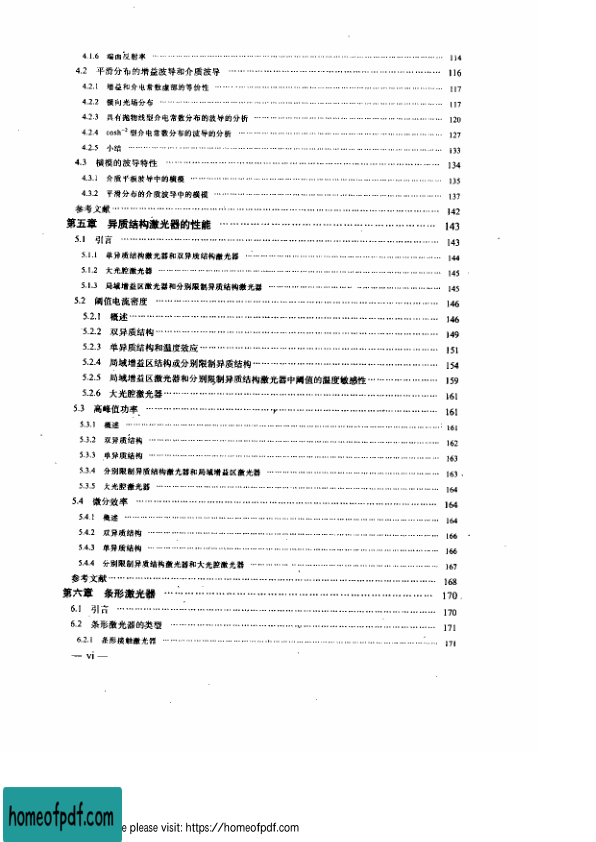 4.1.6 端面反射率 …… 114
4.2 平滑分布的增益波导和介质波导 …… 116
4.2.1 增益和介电常数虚部的等价性 …… 117
4.2.2 横向光场分布 …… 117
4.2.3 具有抛物线型介电常数分布的波导的分析 …… 120
4.2.4 cosh⁻² 型介电常数分布的波导的分析 …… 127
4.2.5 小结 …… 133
4.3 横模的波导特性 …… 134
4.3.1 介质平板波导中的横模 …… 135
4.3.2 平滑分布的介质波导中的横模 …… 137
参考文献 …… 142
第五章 异质结构激光器的性能 …… 143
5.1 引言 …… 143
5.1.1 单异质结构激光器和双异质结构激光器 …… 144
5.1.2 大光腔激光器 …… 145
5.1.3 局域增益区激光器和分别限制异质结构激光器 …… 145
5.2 阈值电流密度 …… 146
5.2.1 概述 …… 146
5.2.2 双异质结构 …… 149
5.2.3 单异质结构和温度效应 …… 151
5.2.4 局域增益区结构或分别限制异质结构 …… 154
5.2.5 局域增益区激光器和分别限制异质结构激光器中阈值的温度敏感性 …… 159
5.2.6 大光腔激光器 …… 161
5.3 高峰值功率 …… 161
5.3.1 概述 …… 161
5.3.2 双异质结构 …… 162
5.3.3 单异质结构 …… 163
5.3.4 分别限制异质结构激光器和局域增益区激光器 …… 163
5.3.5 大光腔激光器 …… 164
5.4 微分效率 …… 164
5.4.1 概述 …… 164
5.4.2 双异质结构 …… 166
5.4.3 单异质结构 …… 166
5.4.4 分别限制异质结构激光器和大光腔激光器 …… 167
参考文献 …… 168
第六章 条形激光器 …… 170
6.1 引言 …… 170
6.2 条形激光器的类型 …… 171
6.2.1 条形接触激光器 …… 171
— vi —
homeofpdf.com
e please visit: https://homeofpdf.com